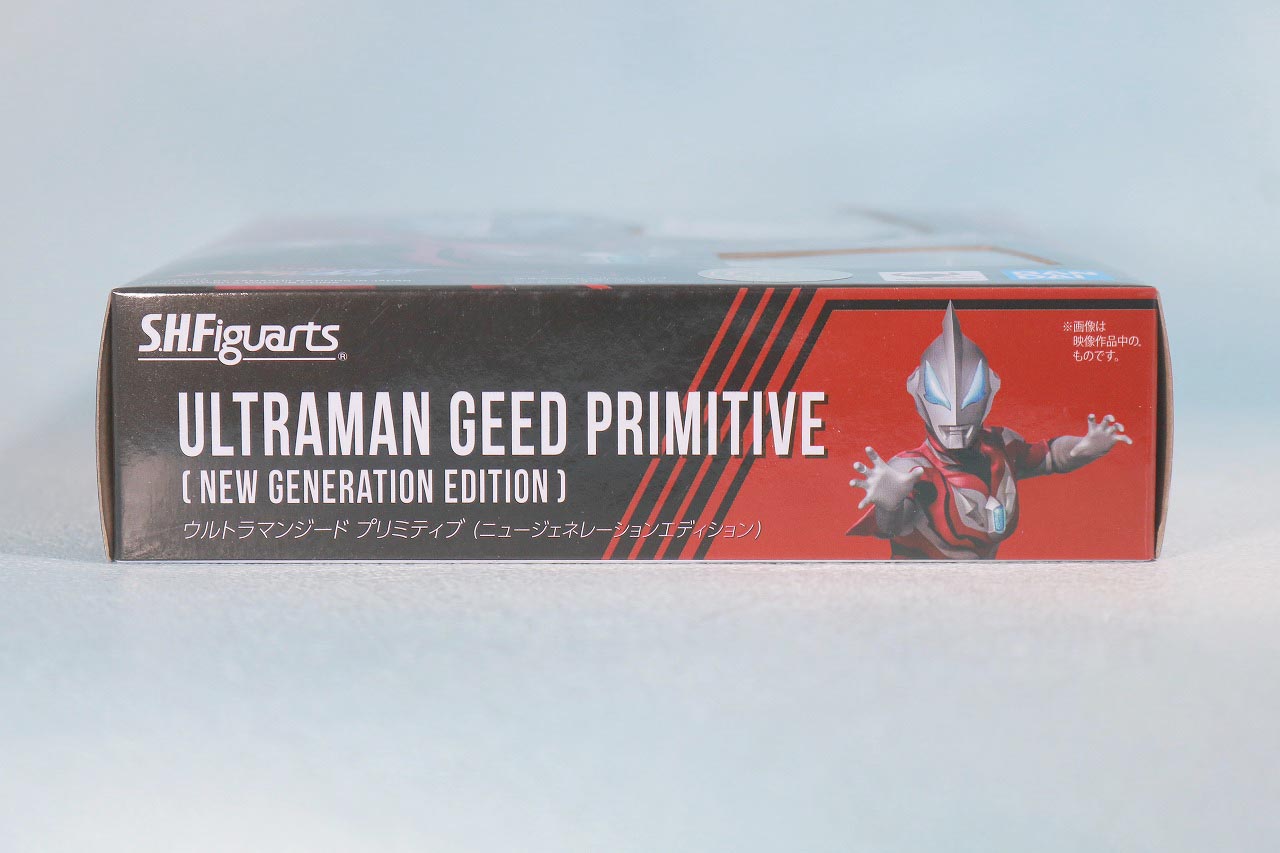 S.H.Figuarts®
ULTRAMAN GEED PRIMITIVE
( NEW GENERATION EDITION )
ウルトラマンジード プリミティブ (ニュージェネレーションエディション)
※画像は
映像作品中の、
ものです。